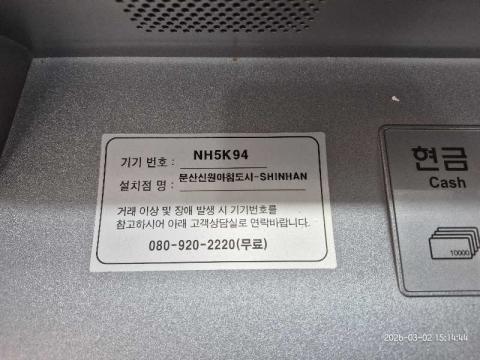 기기 번호 : NH5K94
설치점 명 : 문산신원아침도시-SHINHAN
거래 이상 및 장애 발생 시 기기번호를
참고하시어 아래 고객상담실로 연락바랍니다.
080-920-2220(무료)
현금
Cash
10000
2026-03-02 15:14:44